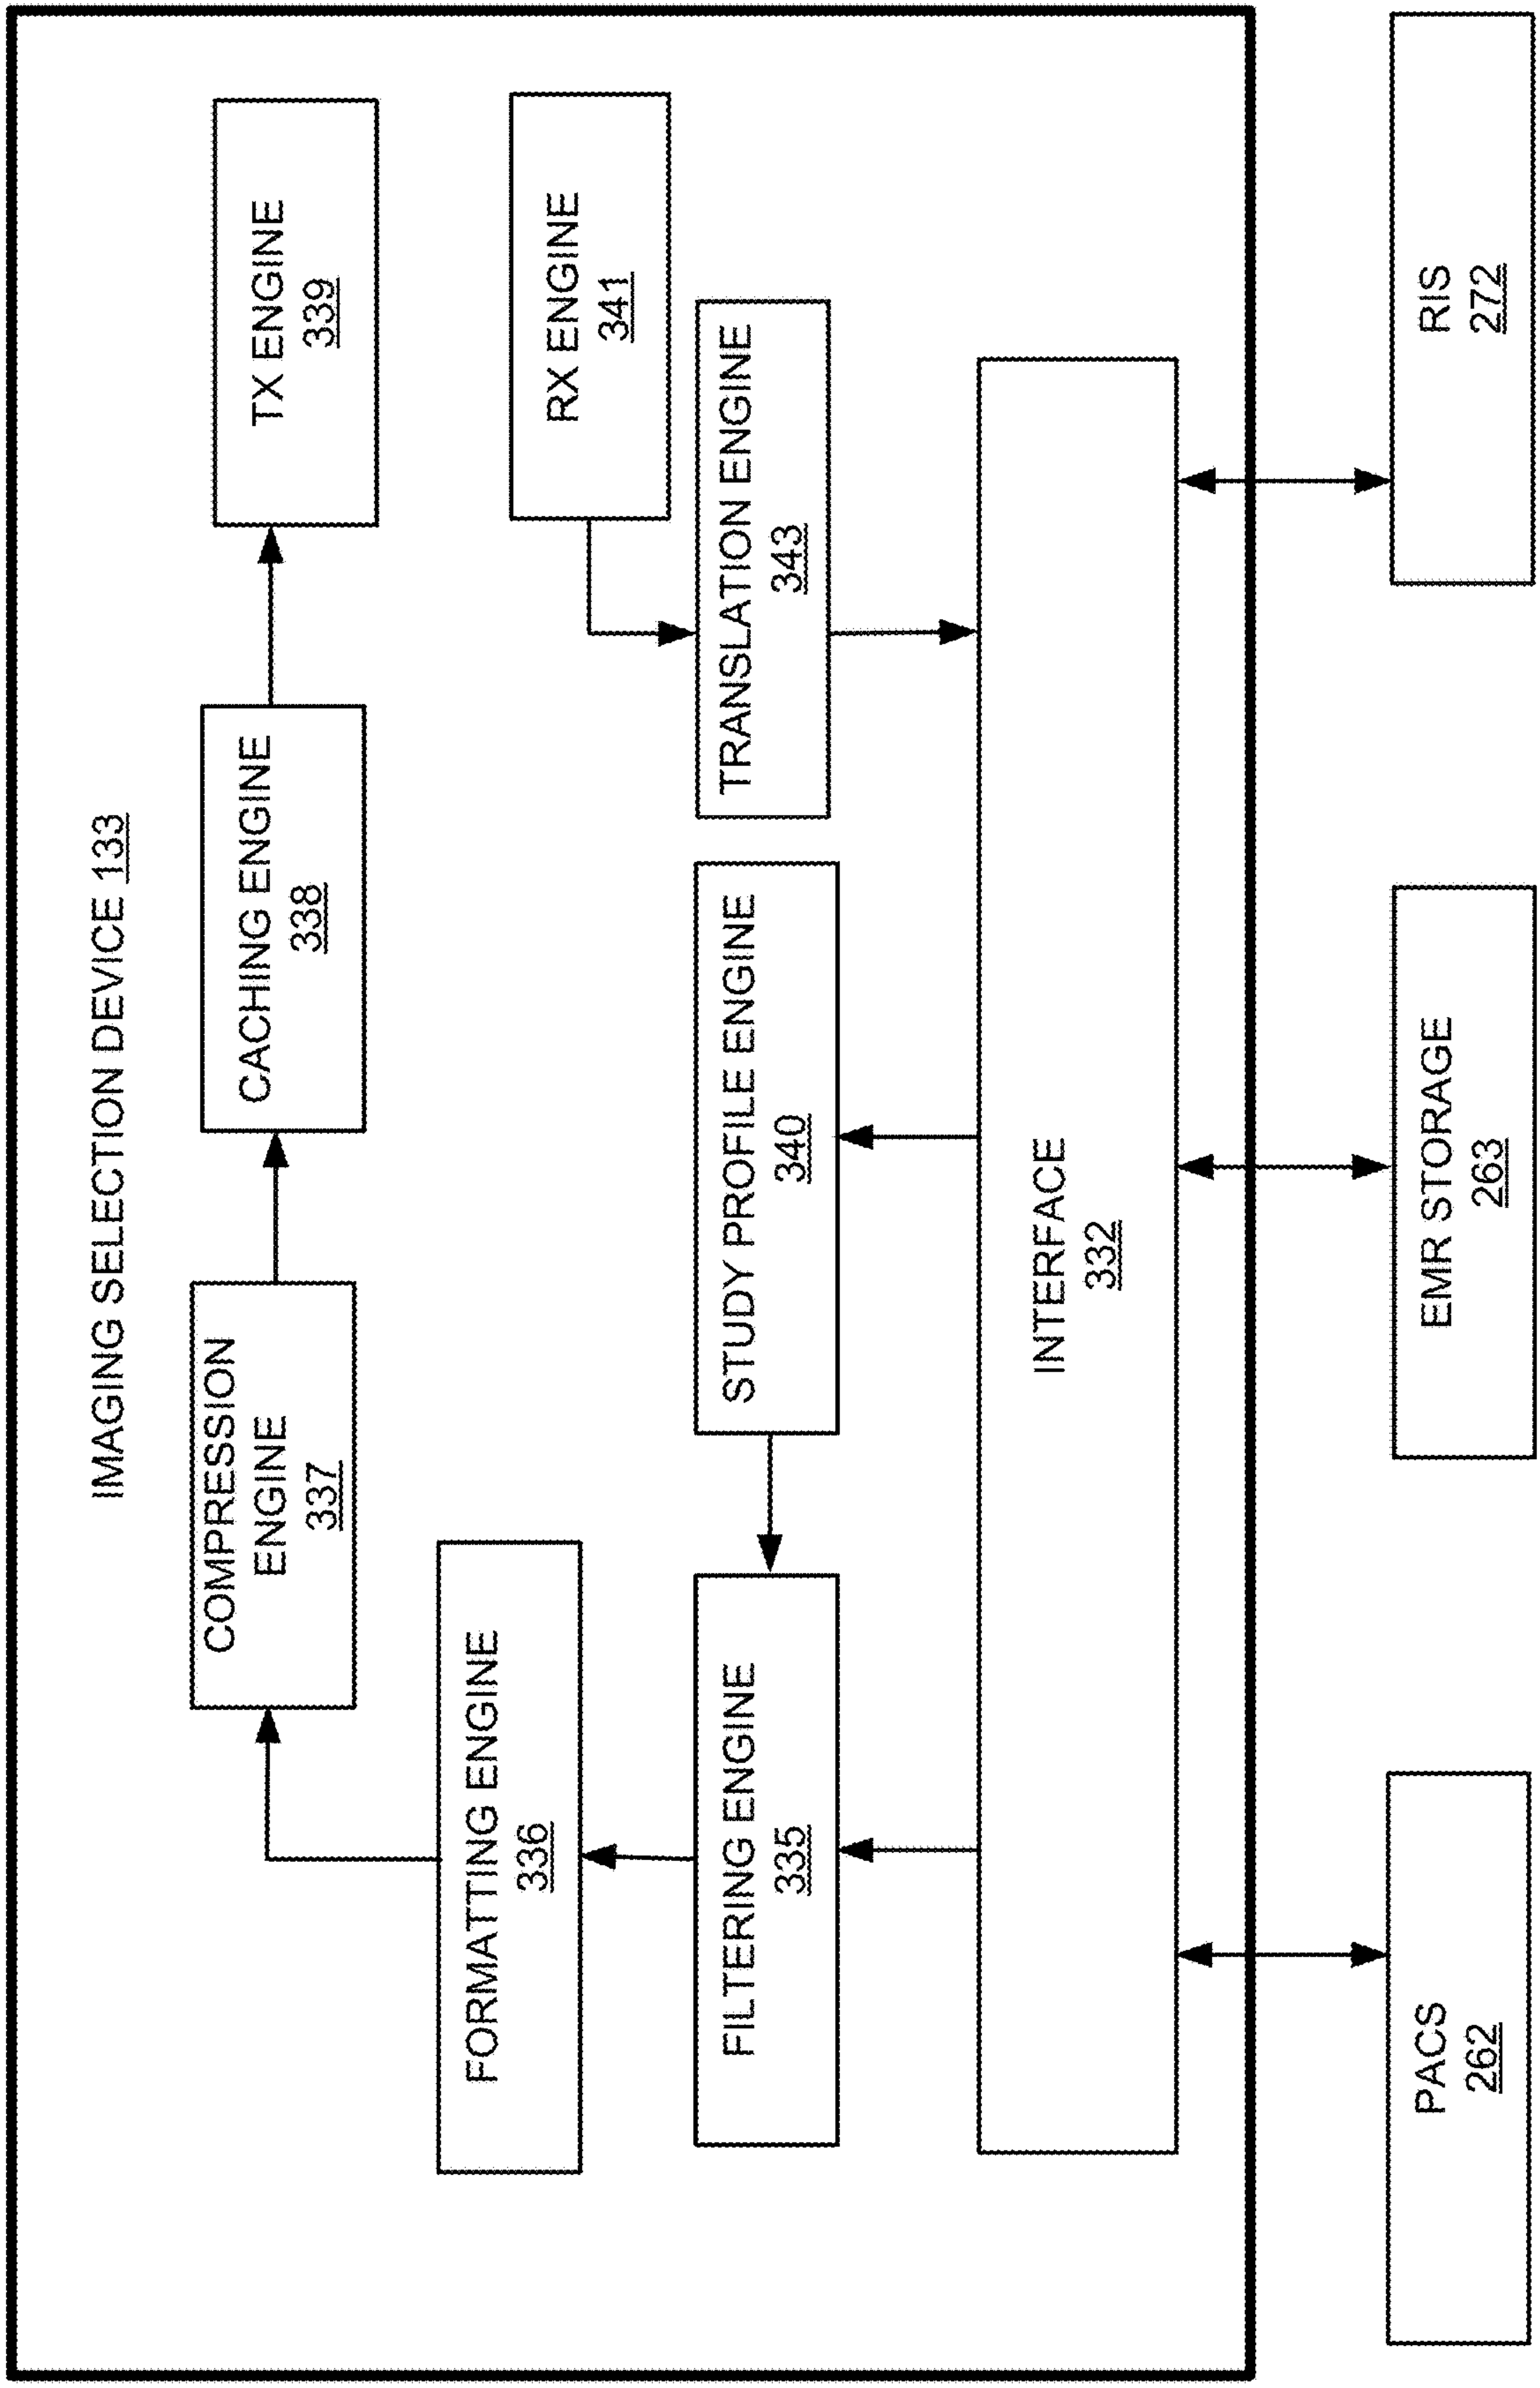 IMAGING SELECTION DEVICE 133
COMPRESSION
ENGINE
337
CACHING ENGINE
338
TX ENGINE
339
FORMATTING ENGINE
336
RX ENGINE
341
FILTERING ENGINE
335
STUDY PROFILE ENGINE
340
TRANSLATION ENGINE
343
INTERFACE
332
PACS
262
EMR STORAGE
263
RIS
272